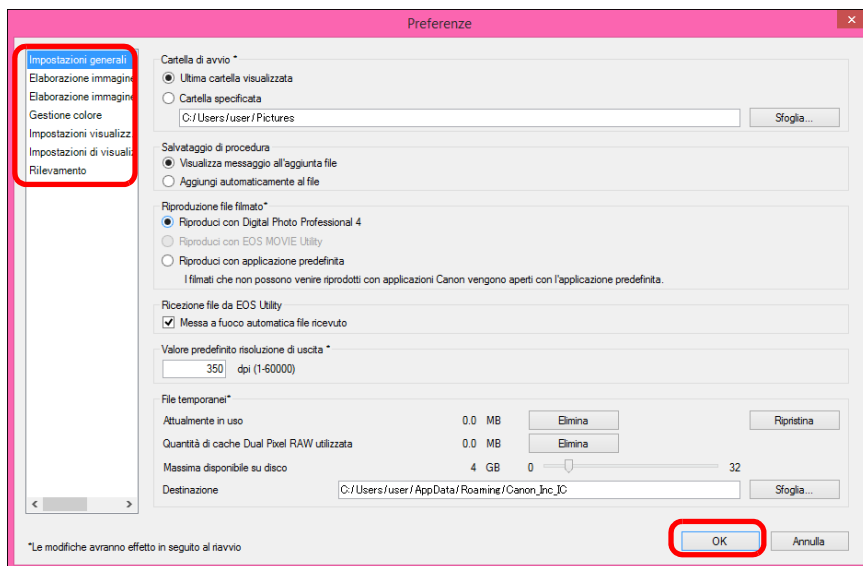 Preferenze
Impostazioni generali
Elaborazione immagine
Elaborazione immagine
Gestione colore
Impostazioni visualizz
Impostazioni di visualiz
Rilevamento
Cartella di avvio *
Ultima cartella visualizzata
Cartella specificata
C:/Users/user/Pictures Sfoglia...
Salvataggio di procedura
Visualizza messaggio all'aggiunta file
Aggiungi automaticamente al file
Riproduzione file filmato*
Riproduci con Digital Photo Professional 4
Riproduci con EOS MOVIE Utility
Riproduci con applicazione predefinita
I filmati che non possono venire riprodotti con applicazioni Canon vengono aperti con l'applicazione predefinita.
Ricezione file da EOS Utility
Messa a fuoco automatica file ricevuto
Valore predefinito risoluzione di uscita *
350 dpi (1-60000)
File temporanei*
Attualmente in uso 0.0 MB Elimina Ripristina
Quantità di cache Dual Pixel RAW utilizzata 0.0 MB Elimina
Massima disponibile su disco 4 GB 0 32
Destinazione C:/Users/user/AppData/Roaming/Canon_Inc_IC Sfoglia...
*Le modifiche avranno effetto in seguito al riavvio OK Annulla